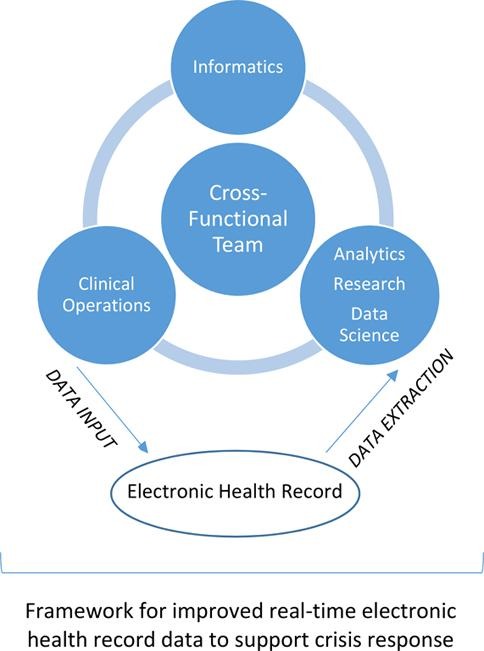 Informatics
Cross-
Functional
Team
Clinical
Operations
Analytics
Research
Data
Science
DATA INPUT
DATA EXTRACTION
Electronic Health Record
Framework for improved real-time electronic
health record data to support crisis response